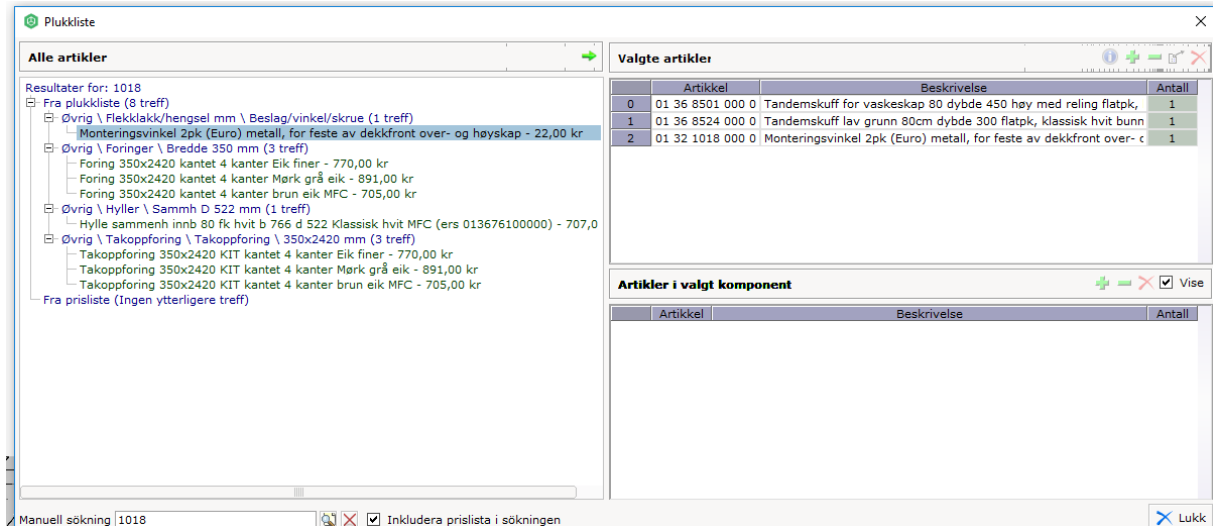 Plukkliste
Alle artikler
Resultater for: 1018
Fra plukkliste (8 treff)
Øvrig \ Flekklakk/hengsel mm \ Beslag/vinkel/skrue (1 treff)
Monteringsvinkel 2pk (Euro) metall, for feste av dekkfront over- og høyskap - 22,00 kr
Øvrig \ Foringer \ Bredde 350 mm (3 treff)
Foring 350x2420 kantet 4 kanter Eik finer - 770,00 kr
Foring 350x2420 kantet 4 kanter Mørk grå eik - 891,00 kr
Foring 350x2420 kantet 4 kanter brun eik MFC - 705,00 kr
Øvrig \ Hyller \ Sammh D 522 mm (1 treff)
Hylle sammenh innb 80 fk hvit b 766 d 522 Klassisk hvit MFC (ers 013676100000) - 707,0
Øvrig \ Takoppforing \ Takoppforing \ 350x2420 mm (3 treff)
Takoppforing 350x2420 KIT kantet 4 kanter Eik finer - 770,00 kr
Takoppforing 350x2420 KIT kantet 4 kanter Mørk grå eik - 891,00 kr
Takoppforing 350x2420 KIT kantet 4 kanter brun eik MFC - 705,00 kr
Fra prisliste (Ingen ytterligere treff)
Manuell sökning 1018 Inkludera prislista i sökningen
Valgte artikler
Artikkel Beskrivelse Antall
0 01 36 8501 000 0 Tandemskuff for vaskeskap 80 dybde 450 høy med reling flatpk, 1
1 01 36 8524 000 0 Tandemskuff lav grunn 80cm dybde 300 flatpk, klassisk hvit bunn 1
2 01 32 1018 000 0 Monteringsvinkel 2pk (Euro) metall, for feste av dekkfront over- 1
Artikler i valgt komponent Vise
Artikkel Beskrivelse Antall
Lukk